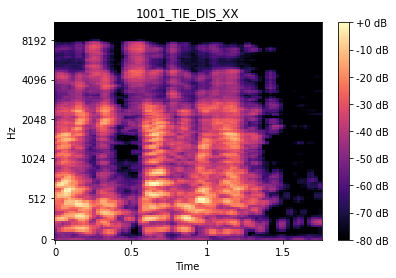 1001_TIE_DIS_XX
8192
4096
2048
1024
512
0
Hz
0
0.5
1
1.5
Time
+0 dB
-10 dB
-20 dB
-30 dB
-40 dB
-50 dB
-60 dB
-70 dB
-80 dB